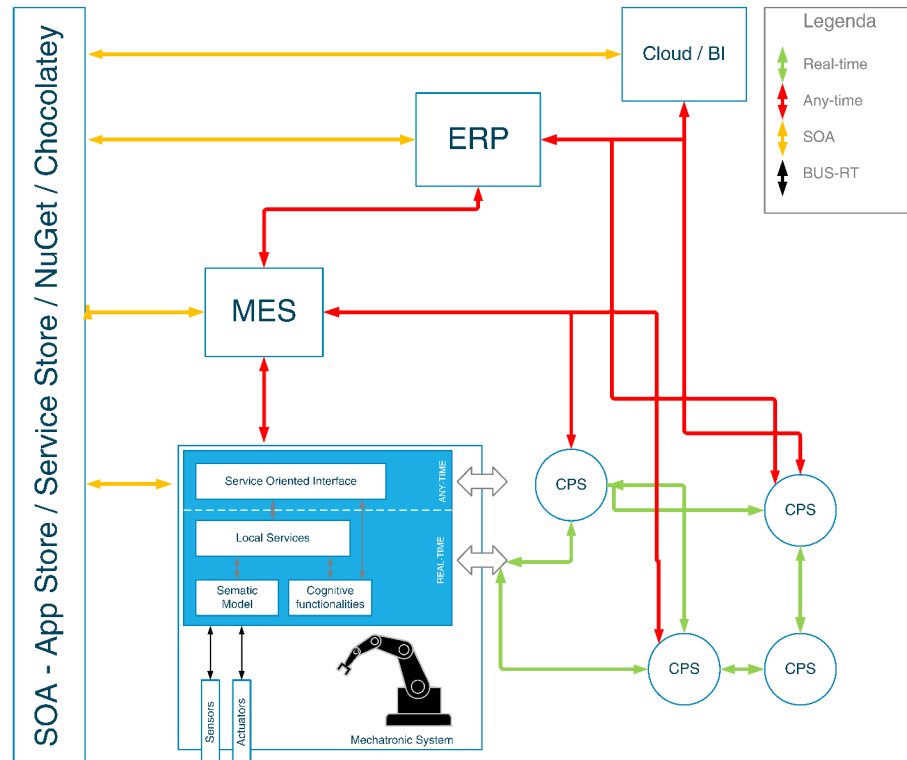 SOA - App Store / Service Store / NuGet / Chocolatey
Cloud / BI
Legenda
Real-time
Any-time
SOA
BUS-RT
ERP
MES
Service Oriented Interface
ANY-TIME
Local Services
REAL-TIME
Sematic
Model
Cognitive
functionalities
Sensors
Actuators
Mechatronic System
CPS
CPS
CPS
CPS